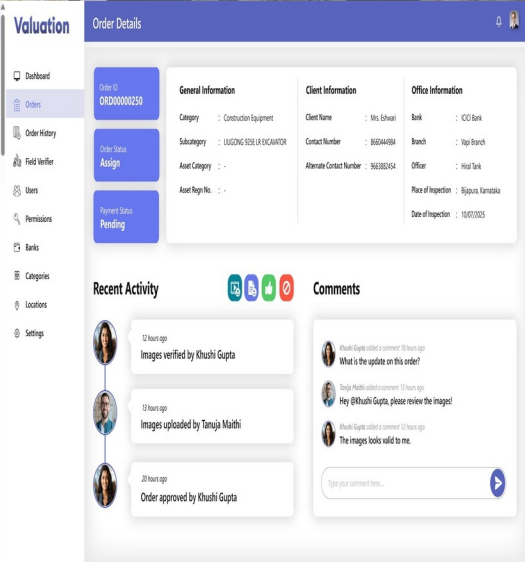 Valuation
Order Details
Dashboard
Orders
Order History
Field Verifier
Users
Permissions
Banks
Categories
Locations
Settings
Order ID
ORD00000250
Order Status
Assign
Payment Status
Pending
General Information
Category : Construction Equipment
Subcategory : LIUGONG 925E LR EXCAVATOR
Asset Category : -
Asset Regn No. : -
Client Information
Client Name : Mrs. Eshwari
Contact Number : 8660444984
Alternate Contact Number : 9663882454
Office Information
Bank : ICICI Bank
Branch : Vapi Branch
Officer : Hiral Tank
Place of Inspection : Bijapura, Karnataka
Date of Inspection : 10/07/2025
Recent Activity
12 hours ago
Images verified by Khushi Gupta
13 hours ago
Images uploaded by Tanuja Maithi
20 hours ago
Order approved by Khushi Gupta
Comments
Khushi Gupta added a comment 18 hours ago
What is the update on this order?
Tanija Maithi added a comment 13 hours ago
Hey @Khushi Gupta, please review the images!
Khushi Gupta added a comment 12 hours ago
The images looks valid to me.
Type your comment here...